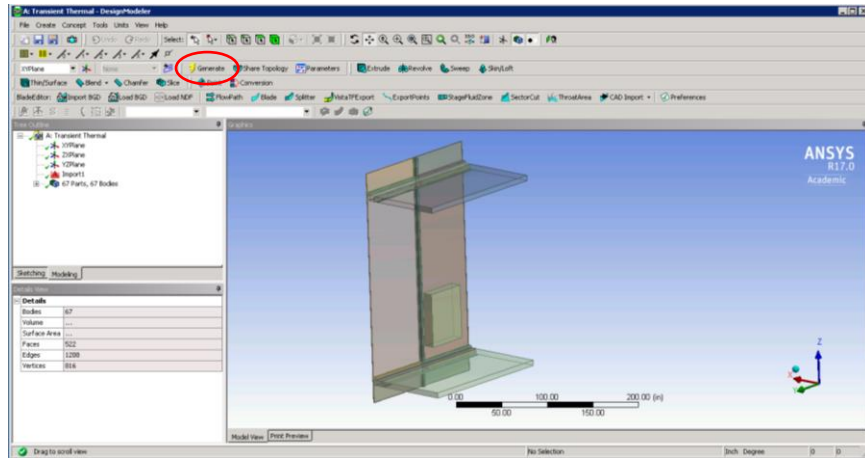 A: Transient Thermal - DesignModeler
File Create Concept Tools Units View Help
Undo Redo Select:
XYPlane None Generate Share Topology Parameters Extrude Revolve Sweep Skin/Loft
Thin/Surface Blend Chamfer Slice Conversion
BladeEditor: Import BGD Load BGD Load NDF FlowPath Blade Splitter VistaTFExport ExportPoints StageFluidZone SectorCut ThroatArea CAD Import Preferences
Tree Outline
Graphics
A: Transient Thermal
XYPlane
ZXPlane
YZPlane
Import1
67 Parts, 67 Bodies
ANSYS
R17.0
Academic
Sketching Modeling
Details View
Details
Bodies 67
Volume ...
Surface Area ...
Faces 522
Edges 1288
Vertices 816
Z
X
Y
0.00 100.00 200.00 (in)
50.00 150.00
Model View Print Preview
Drag to scroll view No Selection Inch Degree 0 0